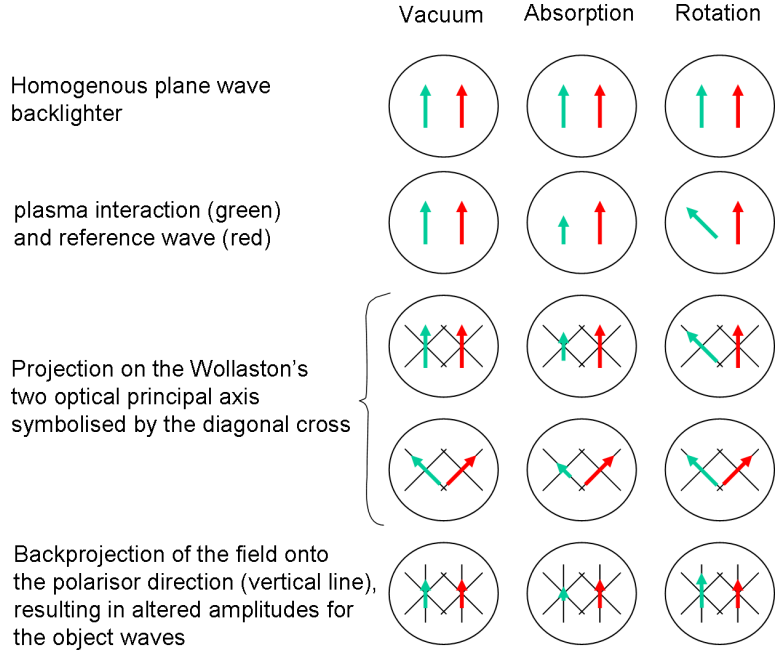 Vacuum Absorption Rotation
Homogenous plane wave
backlighter
plasma interaction (green)
and reference wave (red)
Projection on the Wollaston's
two optical principal axis
symbolised by the diagonal cross
Backprojection of the field onto
the polarisor direction (vertical line),
resulting in altered amplitudes for
the object waves